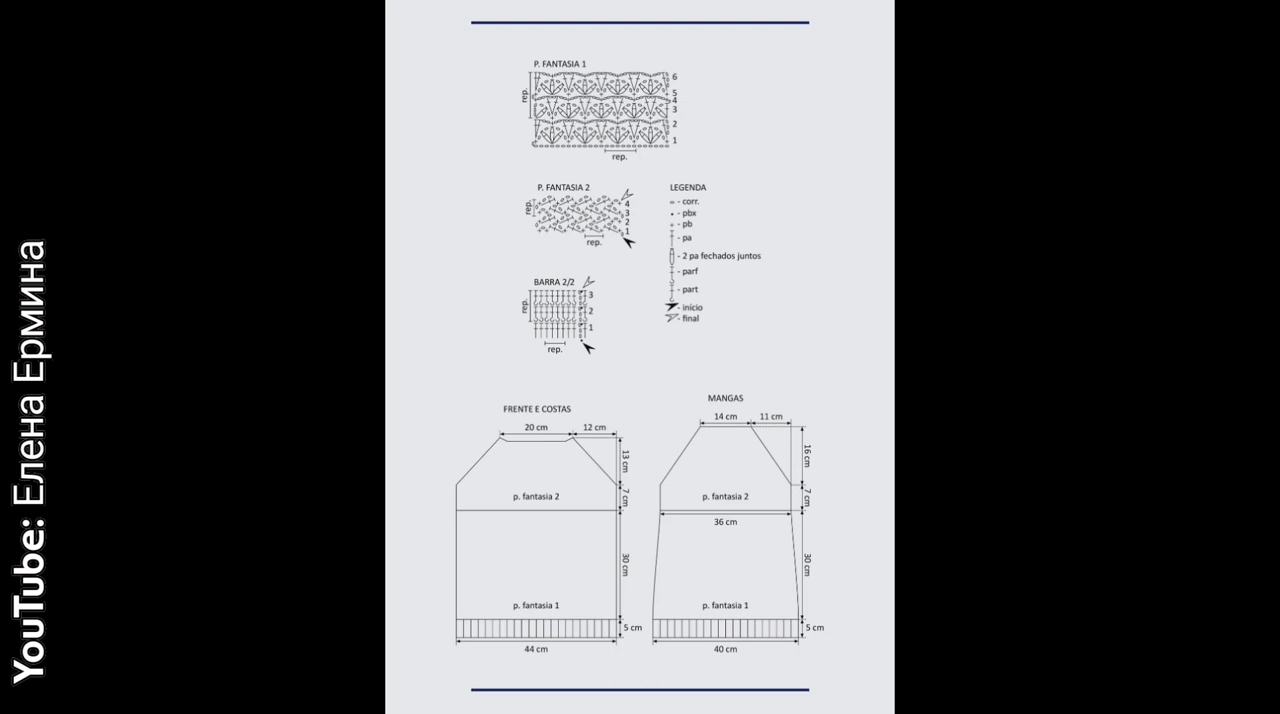 YouTube: Елена Ермина
P. FANTASIA 1
rep.
6
5
4
3
2
1
rep.
P. FANTASIA 2
rep.
4
3
2
1
rep.
LEGENDA
- corr.
- pbx
- pb
- pa
- 2 pa fechados juntos
- parf
- part
- início
- final
BARRA 2/2
rep.
3
2
1
rep.
FRENTE E COSTAS
20 cm
12 cm
13 cm
p. fantasia 2
7 cm
30 cm
p. fantasia 1
5 cm
44 cm
MANGAS
14 cm
11 cm
16 cm
p. fantasia 2
7 cm
36 cm
30 cm
p. fantasia 1
5 cm
40 cm